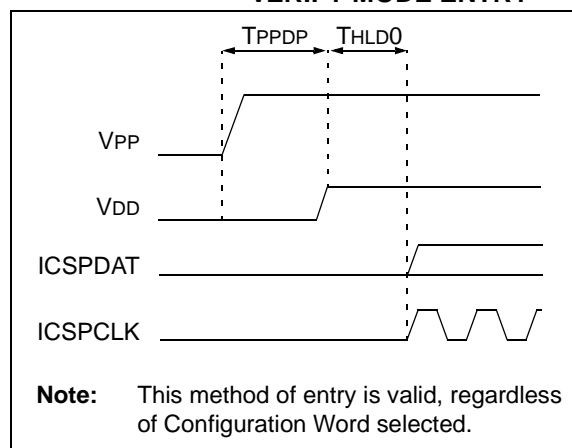 VERIFY MODE ENTRY
TPPDP THLD0
VPP
VDD
ICSPDAT
ICSPCLK
Note: This method of entry is valid, regardless
of Configuration Word selected.